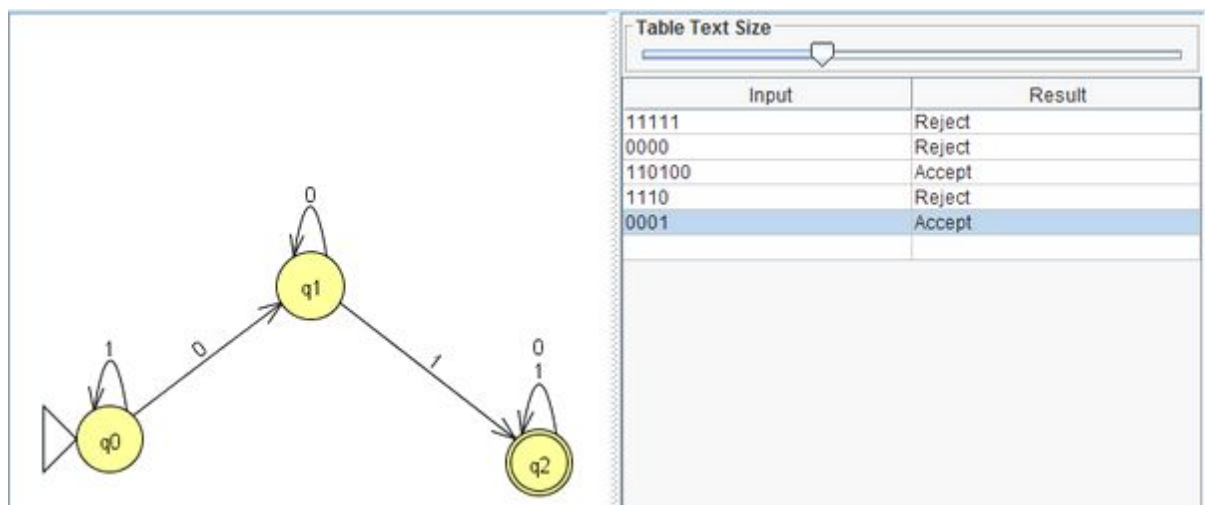 0
q1
1
0
1
0
1
q0
q2
Table Text Size
Input Result
11111 Reject
0000 Reject
110100 Accept
1110 Reject
0001 Accept